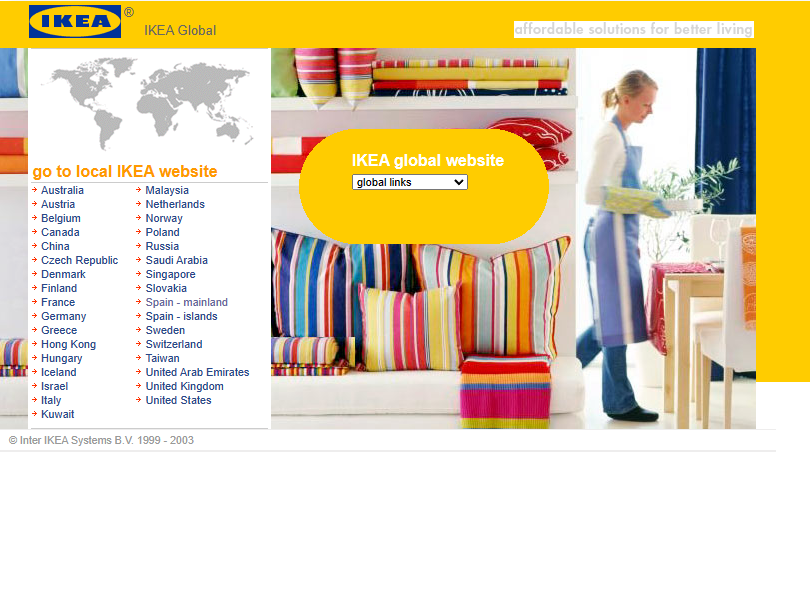 IKEA ®
IKEA Global
affordable solutions for better living
go to local IKEA website
Australia
Austria
Belgium
Canada
China
Czech Republic
Denmark
Finland
France
Germany
Greece
Hong Kong
Hungary
Iceland
Israel
Italy
Kuwait
Malaysia
Netherlands
Norway
Poland
Russia
Saudi Arabia
Singapore
Slovakia
Spain - mainland
Spain - islands
Sweden
Switzerland
Taiwan
United Arab Emirates
United Kingdom
United States
IKEA global website
global links
© Inter IKEA Systems B.V. 1999 - 2003